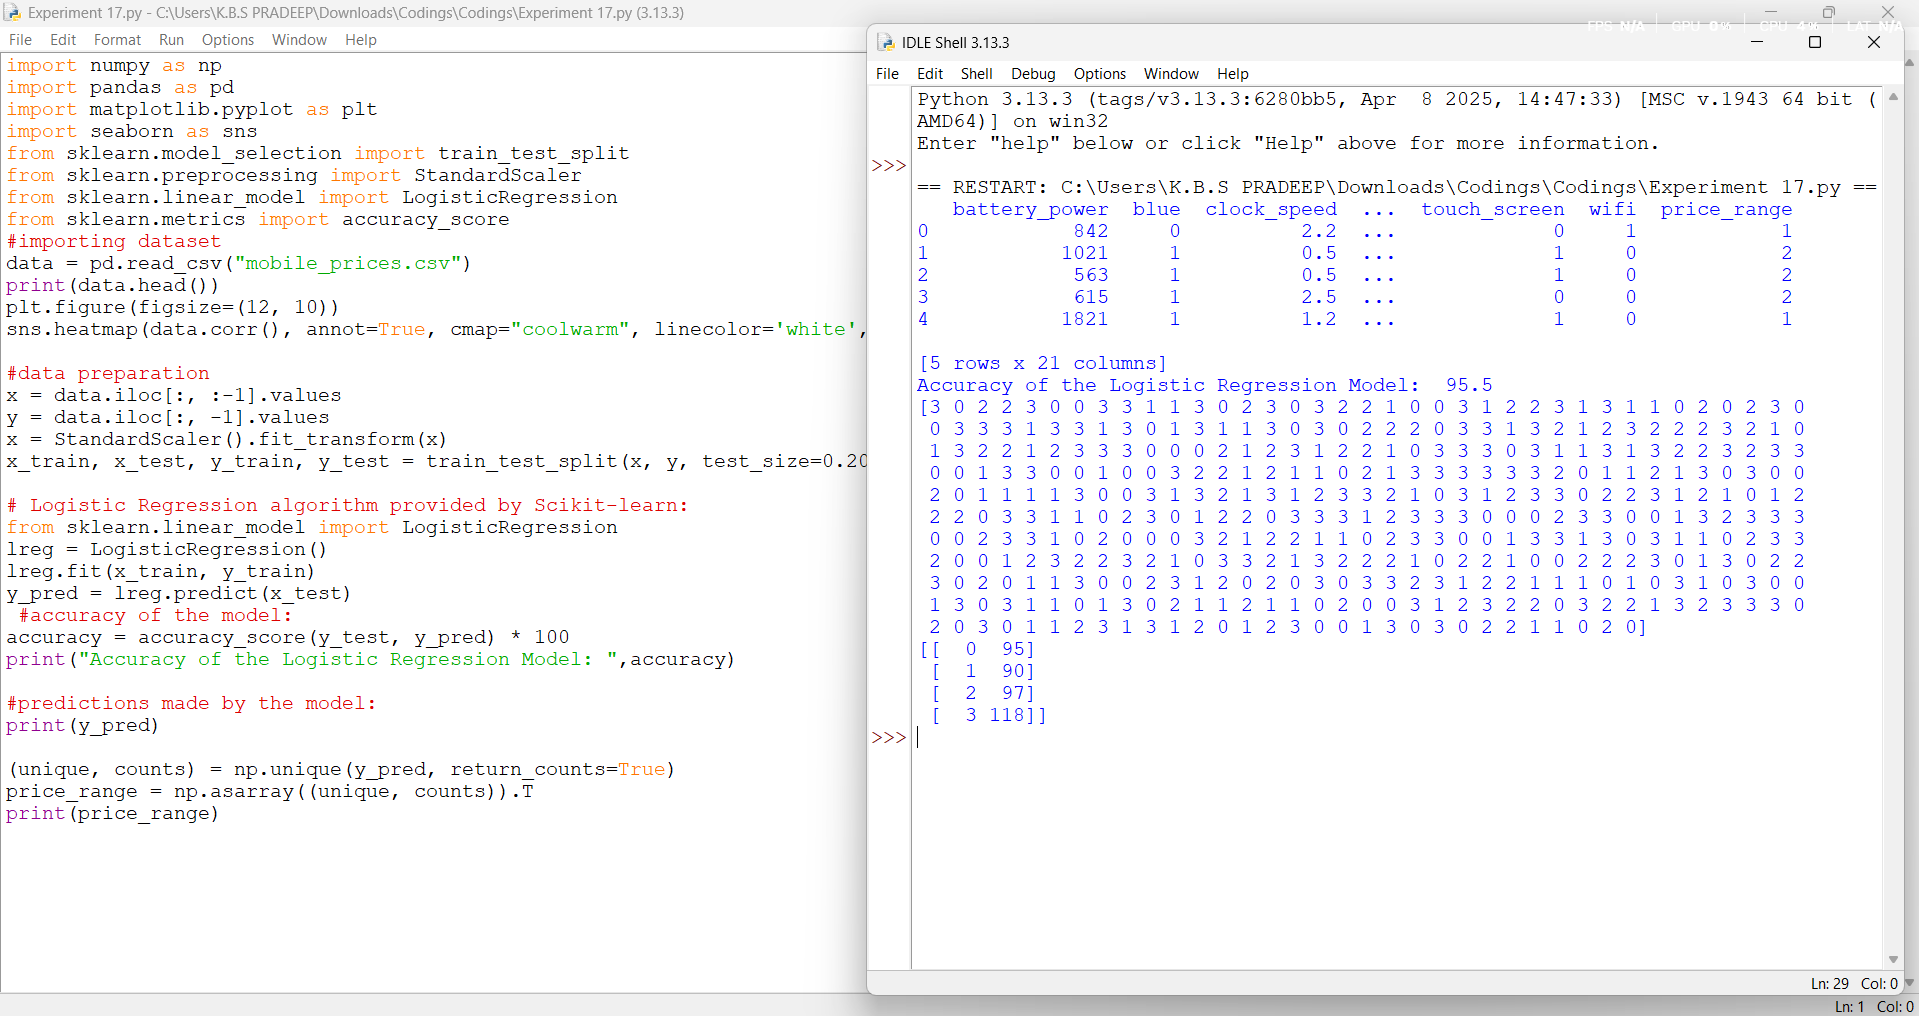 Experiment 17.py - C:\Users\K.B.S PRADEEP\Downloads\Codings\Codings\Experiment 17.py (3.13.3)
File Edit Format Run Options Window Help
import numpy as np
import pandas as pd
import matplotlib.pyplot as plt
import seaborn as sns
from sklearn.model_selection import train_test_split
from sklearn.preprocessing import StandardScaler
from sklearn.linear_model import LogisticRegression
from sklearn.metrics import accuracy_score
#importing dataset
data = pd.read_csv("mobile_prices.csv")
print(data.head())
plt.figure(figsize=(12, 10))
sns.heatmap(data.corr(), annot=True, cmap="coolwarm", linecolor='white',
#data preparation
x = data.iloc[:, :-1].values
y = data.iloc[:, -1].values
x = StandardScaler().fit_transform(x)
x_train, x_test, y_train, y_test = train_test_split(x, y, test_size=0.20
# Logistic Regression algorithm provided by Scikit-learn:
from sklearn.linear_model import LogisticRegression
lreg = LogisticRegression()
lreg.fit(x_train, y_train)
y_pred = lreg.predict(x_test)
 #accuracy of the model:
accuracy = accuracy_score(y_test, y_pred) * 100
print("Accuracy of the Logistic Regression Model: ",accuracy)
#predictions made by the model:
print(y_pred)
(unique, counts) = np.unique(y_pred, return_counts=True)
price_range = np.asarray((unique, counts)).T
print(price_range)
FPS N/A GPU 0% CPU 4% LAT N/A
IDLE Shell 3.13.3
File Edit Shell Debug Options Window Help
Python 3.13.3 (tags/v3.13.3:6280bb5, Apr  8 2025, 14:47:33) [MSC v.1943 64 bit (
AMD64)] on win32
Enter "help" below or click "Help" above for more information.
>>>
== RESTART: C:\Users\K.B.S PRADEEP\Downloads\Codings\Codings\Experiment 17.py ==
   battery_power  blue  clock_speed  ...  touch_screen  wifi  price_range
0            842     0          2.2  ...             0     1            1
1           1021     1          0.5  ...             1     0            2
2            563     1          0.5  ...             1     0            2
3            615     1          2.5  ...             0     0            2
4           1821     1          1.2  ...             1     0            1
[5 rows x 21 columns]
Accuracy of the Logistic Regression Model:  95.5
[3 0 2 2 3 0 0 3 3 1 1 3 0 2 3 0 3 2 2 1 0 0 3 1 2 2 3 1 3 1 1 0 2 0 2 3 0
 0 3 3 3 1 3 3 1 3 0 1 3 1 1 3 0 3 0 2 2 2 0 3 3 1 3 2 1 2 3 2 2 2 3 2 1 0
 1 3 2 2 1 2 3 3 3 0 0 0 2 1 2 3 1 2 2 1 0 3 3 3 0 3 1 1 3 1 3 2 2 3 2 3 3
 0 0 1 3 3 0 0 1 0 0 3 2 2 1 2 1 1 0 2 1 3 3 3 3 3 3 2 0 1 1 2 1 3 0 3 0 0
 2 0 1 1 1 1 3 0 0 3 1 3 2 1 3 1 2 3 3 2 1 0 3 1 2 3 3 0 2 2 3 1 2 1 0 1 2
 2 2 0 3 3 1 1 0 2 3 0 1 2 2 0 3 3 3 1 2 3 3 3 0 0 0 2 3 3 0 0 1 3 2 3 3 3
 0 0 2 3 3 1 0 2 0 0 0 3 2 1 2 2 1 1 0 2 3 3 0 0 1 3 3 1 3 0 3 1 1 0 2 3 3
 2 0 0 1 2 3 2 2 3 2 1 0 3 3 2 1 3 2 2 2 1 0 2 2 1 0 0 2 2 2 3 0 1 3 0 2 2
 3 0 2 0 1 1 3 0 0 2 3 1 2 0 2 0 3 0 3 3 2 3 1 2 2 1 1 1 0 1 0 3 1 0 3 0 0
 1 3 0 3 1 1 0 1 3 0 2 1 1 2 1 1 0 2 0 0 3 1 2 3 2 2 0 3 2 2 1 3 2 3 3 3 0
 2 0 3 0 1 1 2 3 1 3 1 2 0 1 2 3 0 0 1 3 0 3 0 2 2 1 1 0 2 0]
[[  0  95]
 [  1  90]
 [  2  97]
 [  3 118]]
>>>
Ln: 29 Col: 0
Ln: 1 Col: 0